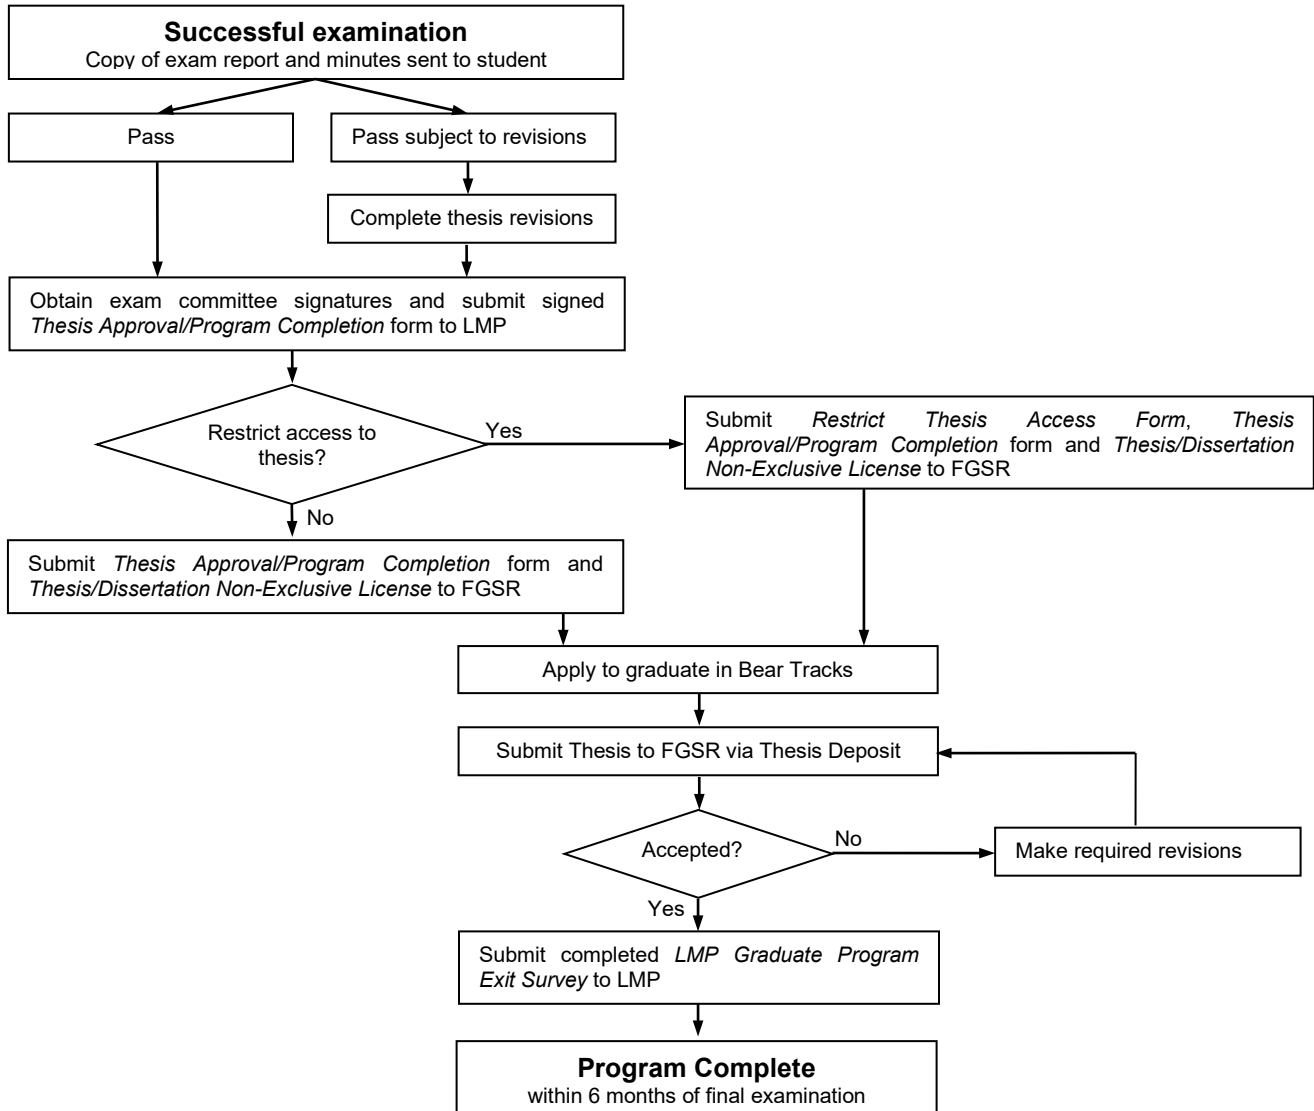 Successful examination
Copy of exam report and minutes sent to student
Pass
Pass subject to revisions
Complete thesis revisions
Obtain exam committee signatures and submit signed
Thesis Approval/Program Completion form to LMP
Restrict access to
thesis?
Yes
Submit Restrict Thesis Access Form, Thesis
Approval/Program Completion form and Thesis/Dissertation
Non-Exclusive License to FGSR
No
Submit Thesis Approval/Program Completion form and
Thesis/Dissertation Non-Exclusive License to FGSR
Apply to graduate in Bear Tracks
Submit Thesis to FGSR via Thesis Deposit
Accepted?
No
Make required revisions
Yes
Submit completed LMP Graduate Program
Exit Survey to LMP
Program Complete
within 6 months of final examination